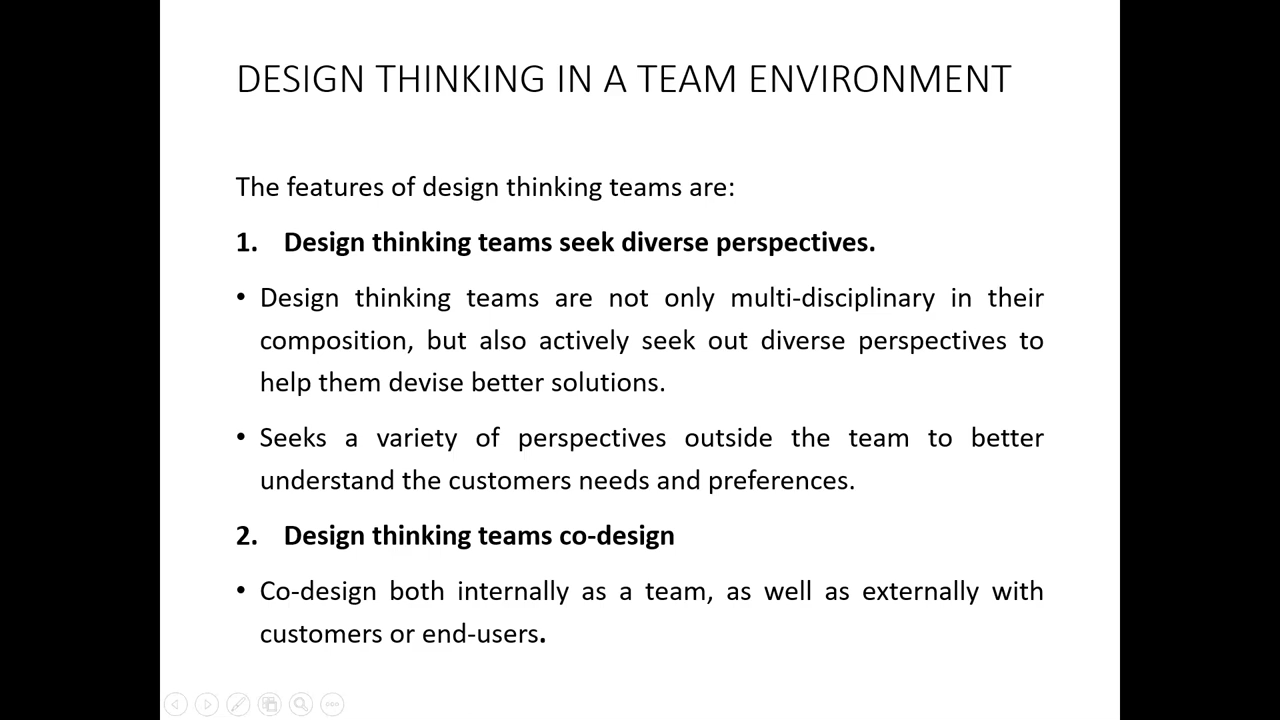 DESIGN THINKING IN A TEAM ENVIRONMENT
The features of design thinking teams are:
1. Design thinking teams seek diverse perspectives.
• Design thinking teams are not only multi-disciplinary in their
composition, but also actively seek out diverse perspectives to
help them devise better solutions.
• Seeks a variety of perspectives outside the team to better
understand the customers needs and preferences.
2. Design thinking teams co-design
• Co-design both internally as a team, as well as externally with
customers or end-users.